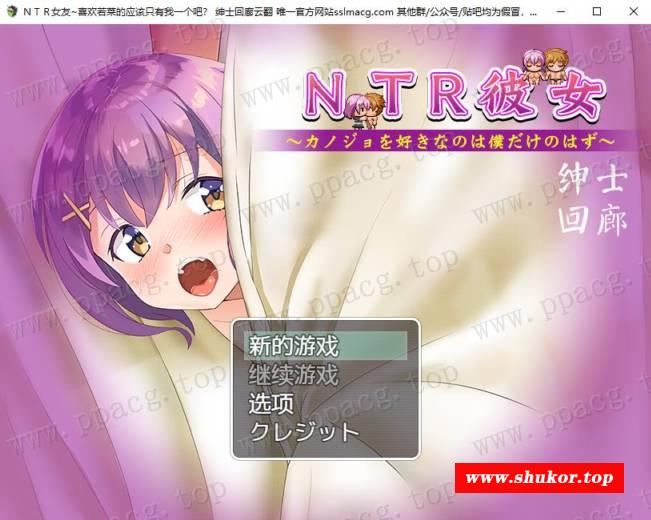 NTR女友~喜欢若菜的应该只有我一个吧? 绅士回廊云翻 唯一官方网站sslmacg.com 其他群/公众号/贴吧均为假冒，...
NTR彼女
～カノジョを好きなのは僕だけのはず～
绅士
回廊
新的游戏
继续游戏
选项
クレジット
www.shukor.top
www.ppacg.top